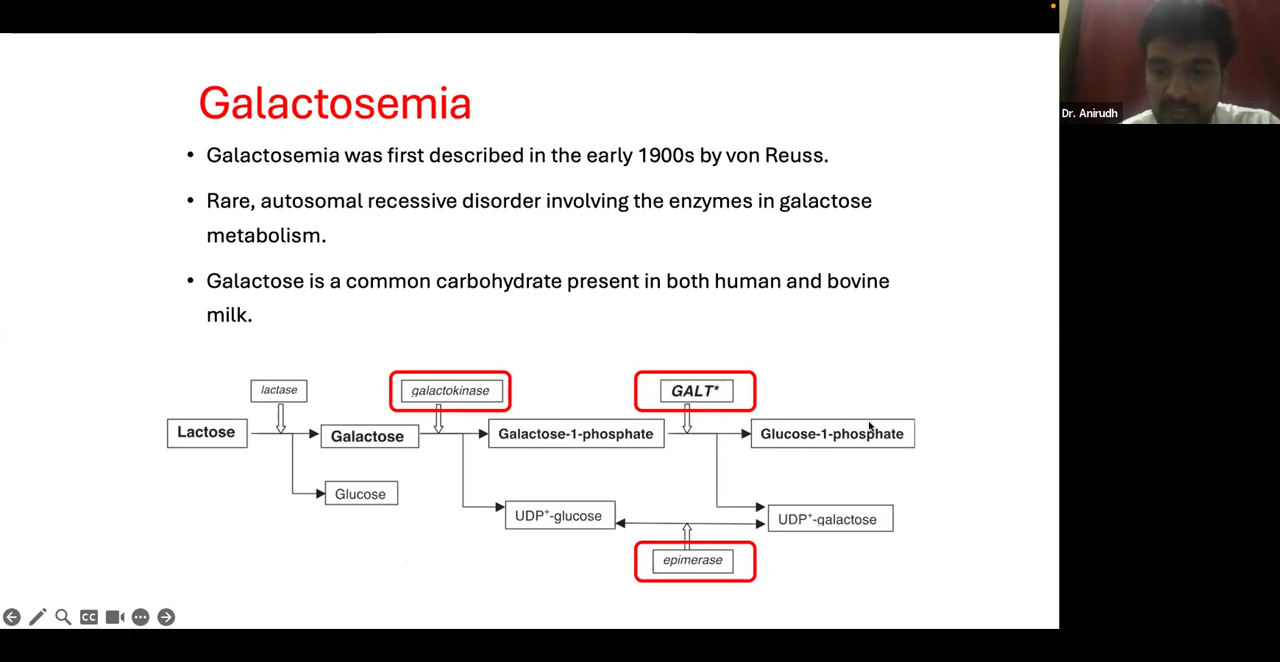 Galactosemia
• Galactosemia was first described in the early 1900s by von Reuss.
• Rare, autosomal recessive disorder involving the enzymes in galactose
metabolism.
• Galactose is a common carbohydrate present in both human and bovine
milk.
lactase
galactokinase
GALT*
Lactose
Galactose
Galactose-1-phosphate
Glucose-1-phosphate
Glucose
UDP⁺-glucose
UDP⁺-galactose
epimerase
Dr. Anirudh
CC